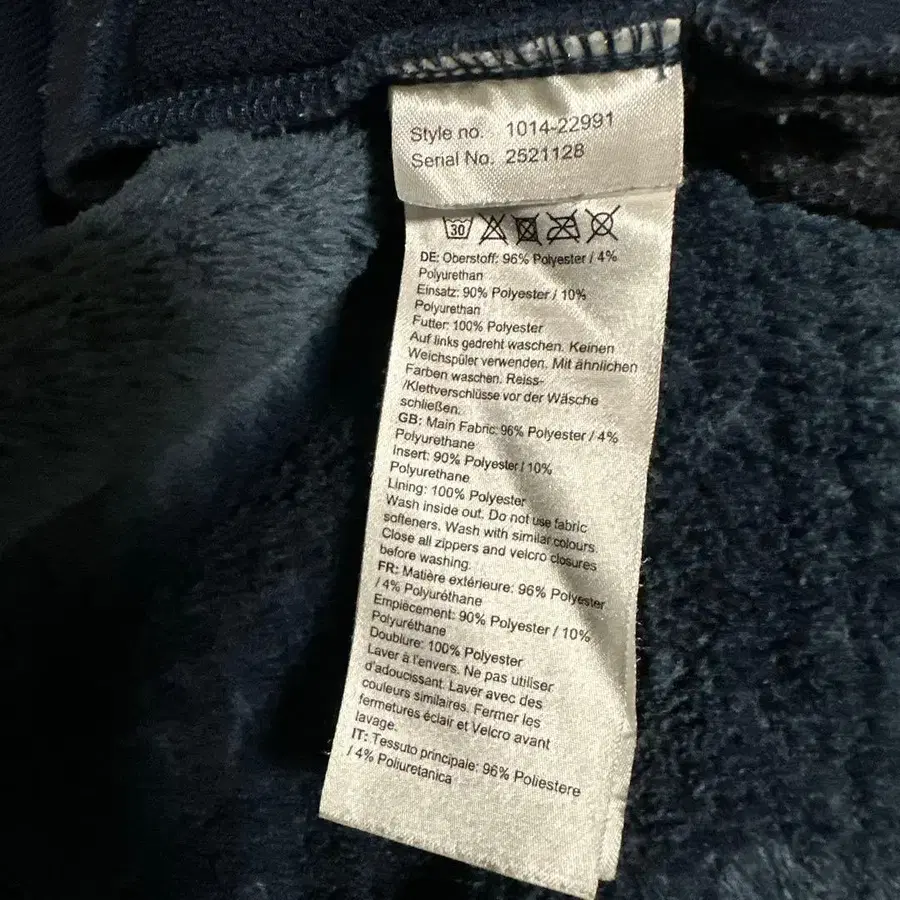 Style no. 1014-22991
Serial No. 2521128
30
DE: Oberstoff: 96% Polyester / 4%
Polyurethan
Einsatz: 90% Polyester / 10%
Polyurethan
Futter: 100% Polyester
Auf links gedreht waschen. Keinen
Weichspüler verwenden. Mit ähnlichen
Farben waschen. Reiss-
/Klettverschlüsse vor der Wäsche
schließen.
GB: Main Fabric: 96% Polyester / 4%
Polyurethane
Insert: 90% Polyester / 10%
Polyurethane
Lining: 100% Polyester
Wash inside out. Do not use fabric
softeners. Wash with similar colours.
Close all zippers and velcro closures
before washing.
FR: Matière extérieure: 96% Polyester
/ 4% Polyuréthane
Empiècement: 90% Polyester / 10%
Polyuréthane
Doublure: 100% Polyester
Laver à l'envers. Ne pas utiliser
d'adoucissant. Laver avec des
couleurs similaires. Fermer les
fermetures éclair et Velcro avant
lavage.
IT: Tessuto principale: 96% Poliestere
/ 4% Poliuretanica